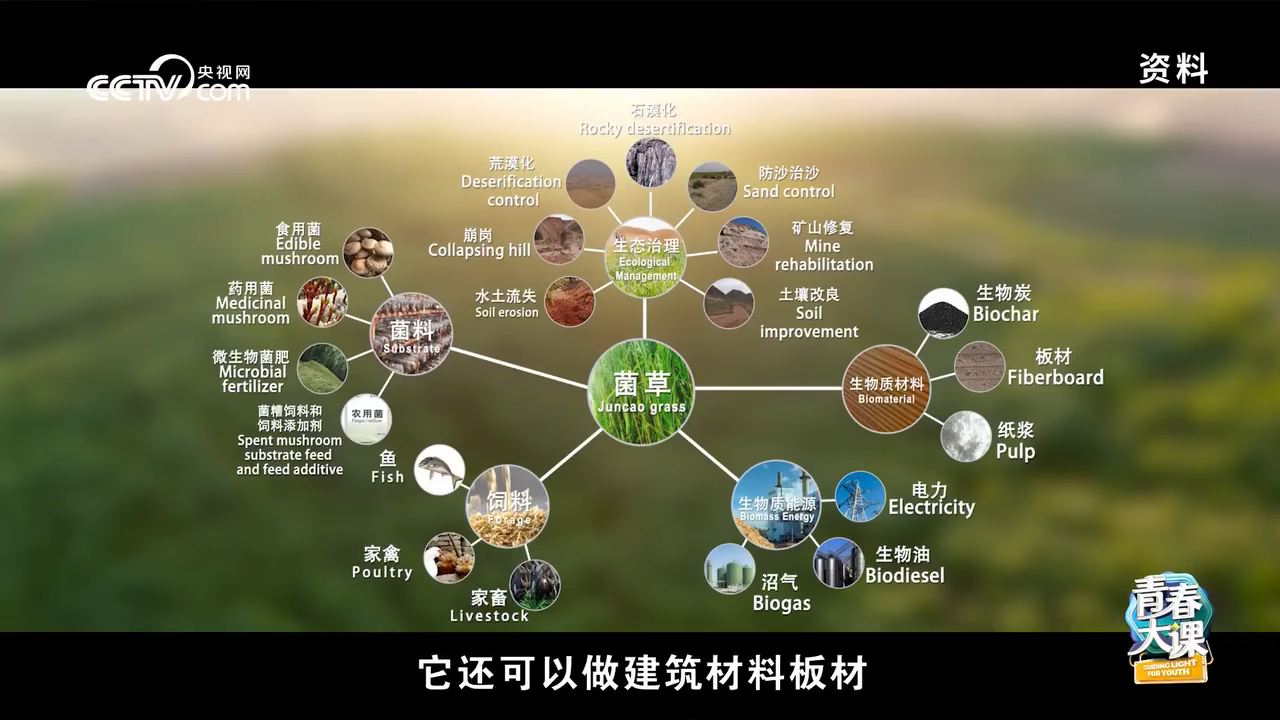 央视网
CCTV.com
资料
石漠化
Rocky desertification
荒漠化
Deserification
control
防沙治沙
Sand control
崩岗
Collapsing hill
生态治理
Ecological
Management
矿山修复
Mine
rehabilitation
水土流失
Soil erosion
土壤改良
Soil
improvement
食用菌
Edible
mushroom
药用菌
Medicinal
mushroom
微生物菌肥
Microbial
fertilizer
菌糟饲料和
饲料添加剂
Spent mushroom
substrate feed
and feed additive
农用菌
菌料
Substrate
菌草
Juncao grass
生物质材料
Biomaterial
生物炭
Biochar
板材
Fiberboard
纸浆
Pulp
鱼
Fish
饲料
Forage
家禽
Poultry
家畜
Livestock
生物质能源
Biomass Energy
电力
Electricity
生物油
Biodiesel
沼气
Biogas
青春
大课
GUIDING LIGHT
FOR YOUTH
它还可以做建筑材料板材